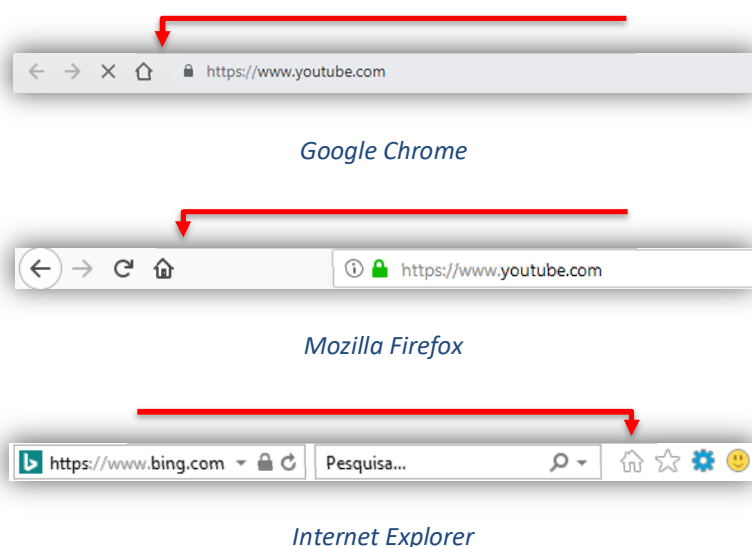 https://www.youtube.com
Google Chrome
https://www.youtube.com
Mozilla Firefox
https://www.bing.com Pesquisa...
Internet Explorer